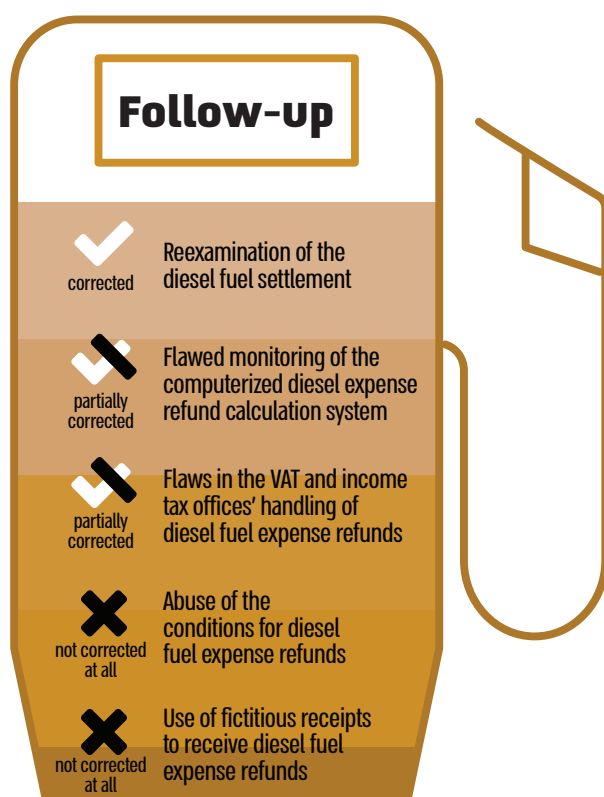 Follow-up
corrected
Reexamination of the
diesel fuel settlement
partially
corrected
Flawed monitoring of the
computerized diesel expense
refund calculation system
partially
corrected
Flaws in the VAT and income
tax offices’ handling of
diesel fuel expense refunds
not corrected
at all
Abuse of the
conditions for diesel
fuel expense refunds
not corrected
at all
Use of fictitious receipts
to receive diesel fuel
expense refunds